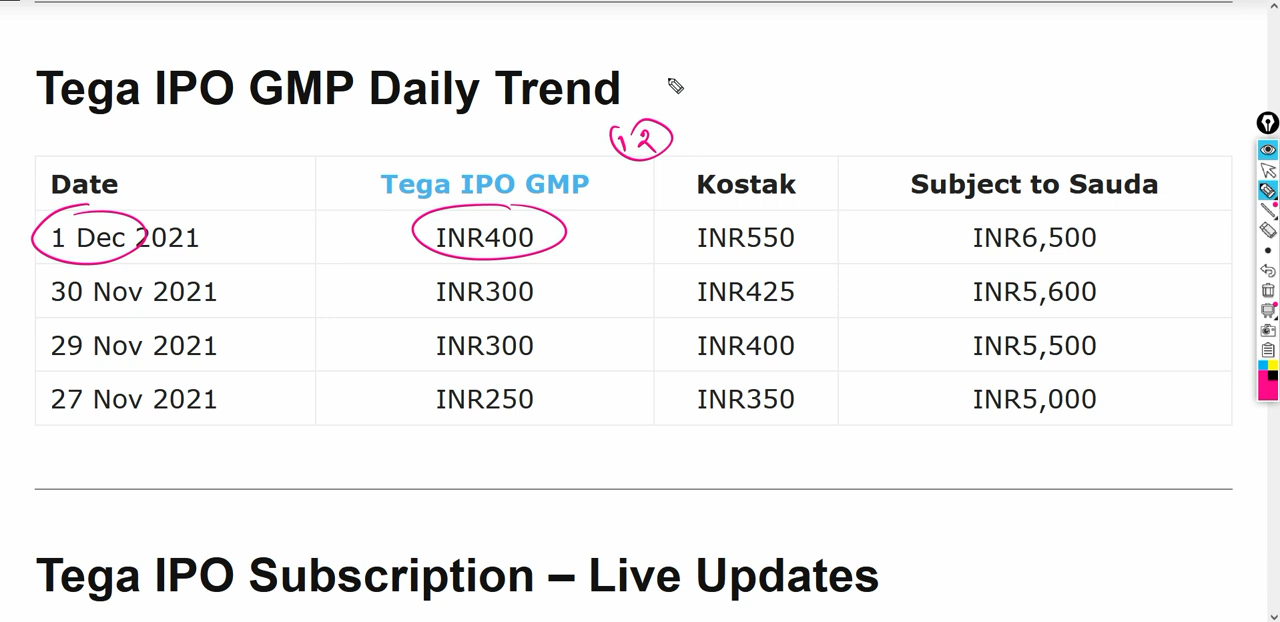 Tega IPO GMP Daily Trend
12
Date Tega IPO GMP Kostak Subject to Sauda
1 Dec 2021 INR400 INR550 INR6,500
30 Nov 2021 INR300 INR425 INR5,600
29 Nov 2021 INR300 INR400 INR5,500
27 Nov 2021 INR250 INR350 INR5,000
Tega IPO Subscription – Live Updates